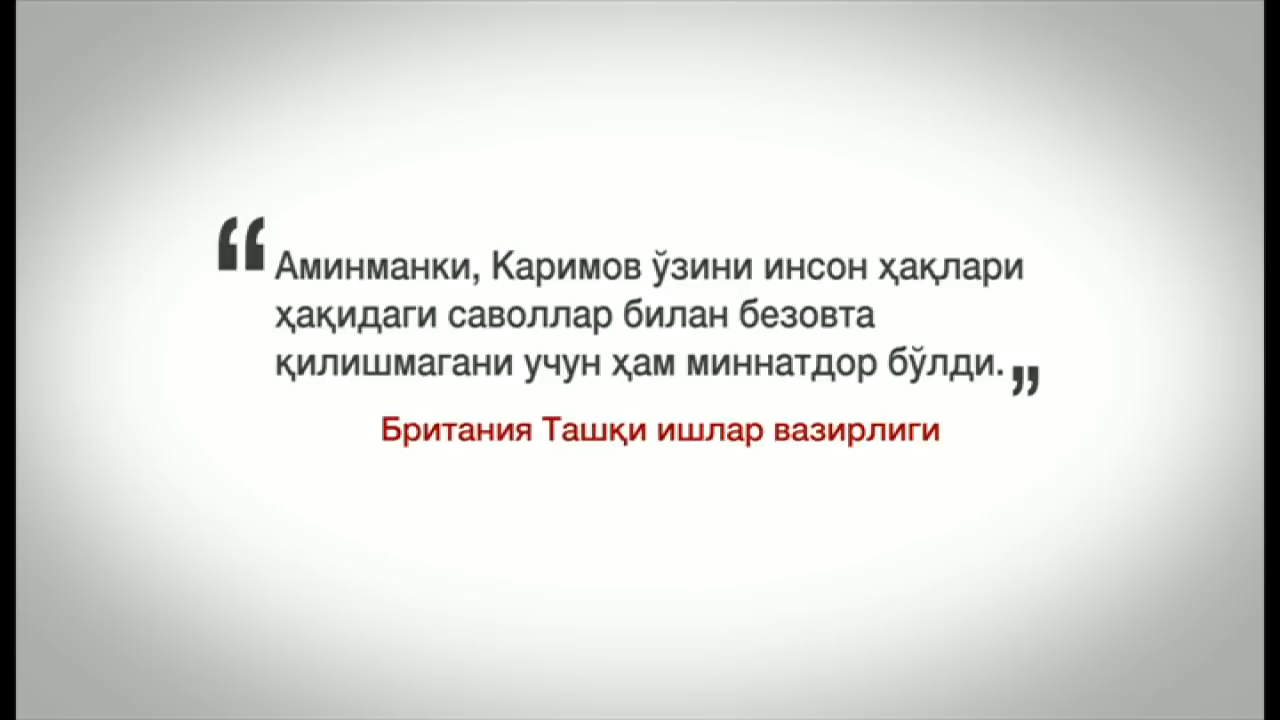 “Аминманки, Каримов ўзини инсон ҳақлари
ҳақидаги саволлар билан безовта
қилишмагани учун ҳам миннатдор бўлди.”
Британия Ташқи ишлар вазирлиги